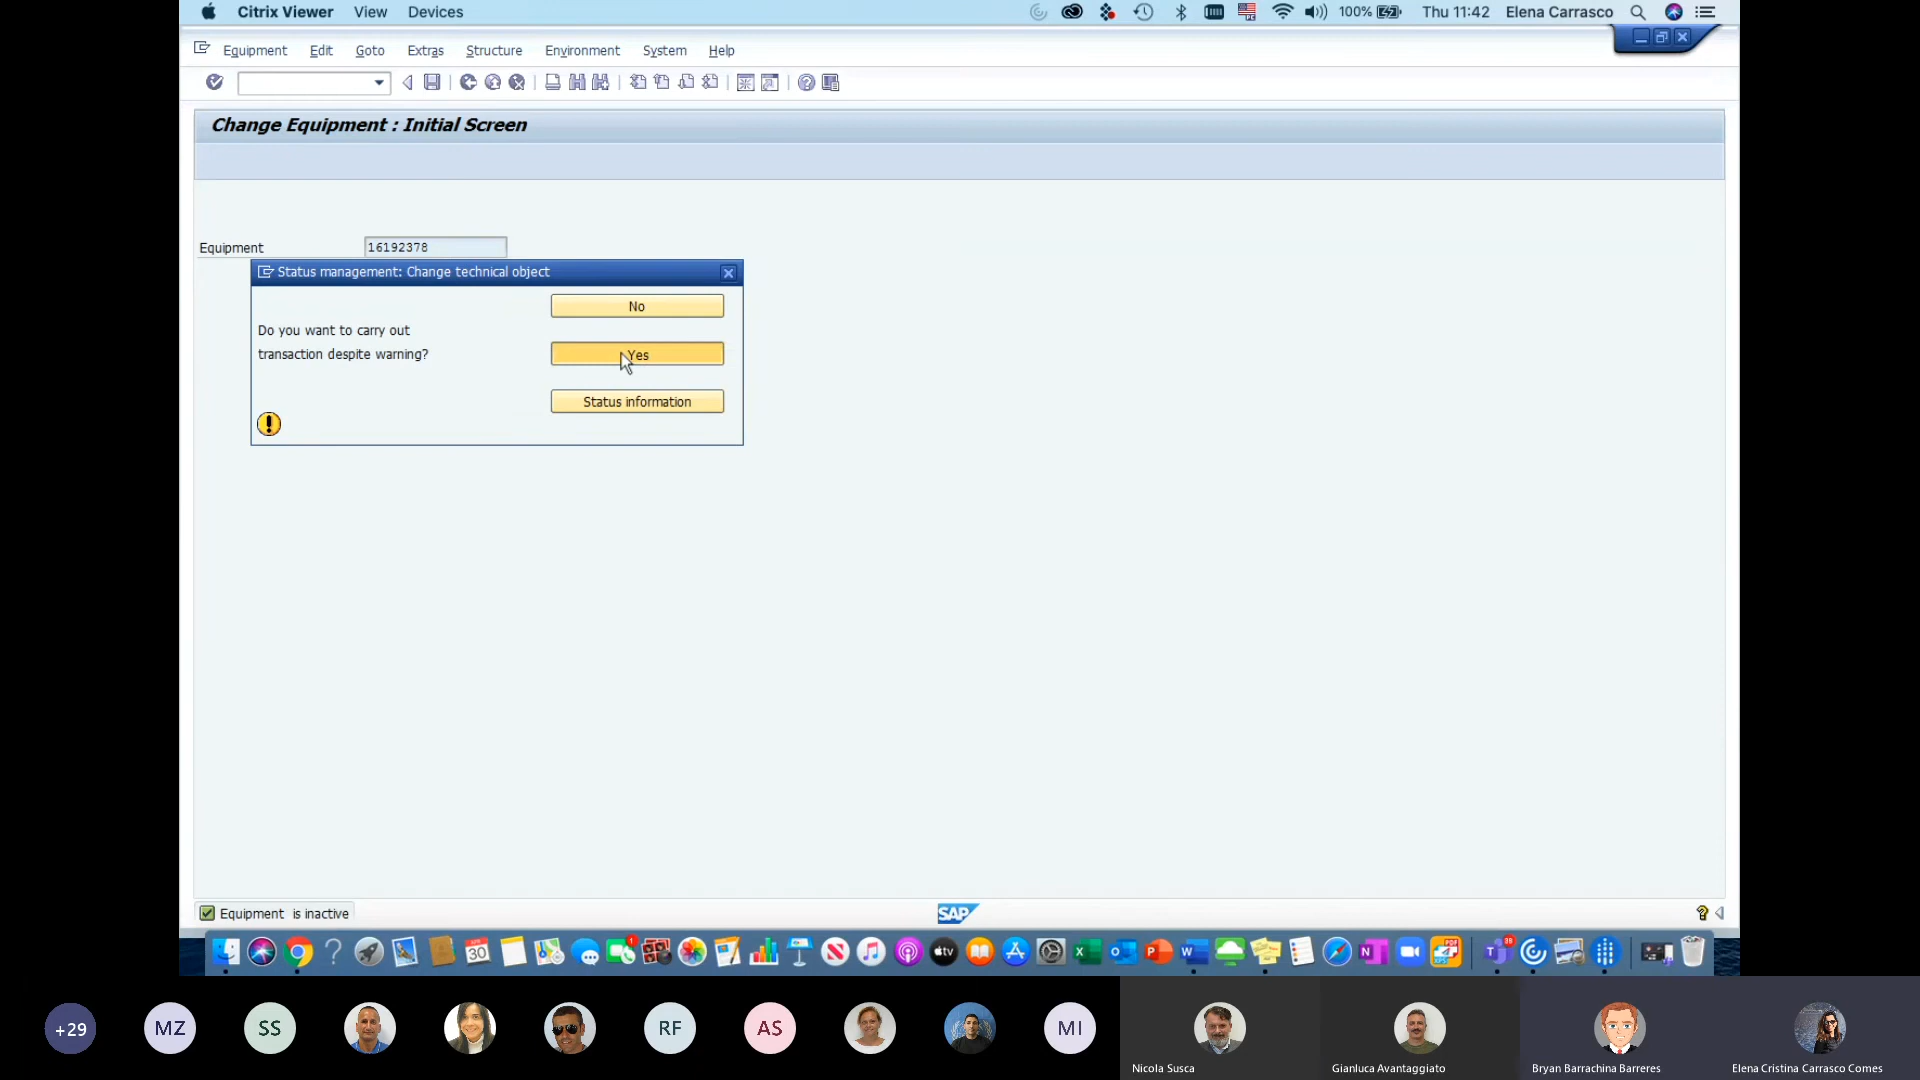 Citrix Viewer View Devices 100% Thu 11:42 Elena Carrasco
Equipment Edit Goto Extras Structure Environment System Help
Change Equipment : Initial Screen
Equipment 16192378
Status management: Change technical object
No
Do you want to carry out
transaction despite warning?
Yes
Status information
Equipment is inactive
SAP
+29 MZ SS RF AS MI
Nicola Susca Gianluca Avantaggiato Bryan Barrachina Barreres Elena Cristina Carrasco Comes